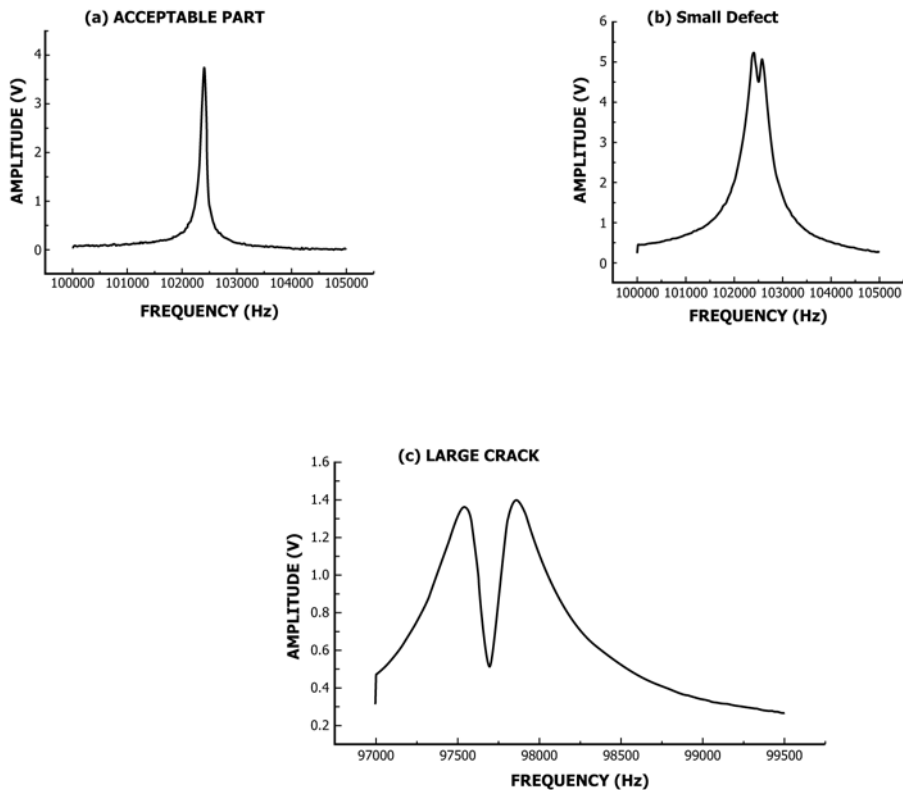 (a) ACCEPTABLE PART
4
3
2
1
0
AMPLITUDE (V)
100000 101000 102000 103000 104000 105000
FREQUENCY (Hz)
(b) Small Defect
6
5
4
3
2
1
0
AMPLITUDE (V)
100000 101000 102000 103000 104000 105000
FREQUENCY (Hz)
(c) LARGE CRACK
1.6
1.4
1.2
1.0
0.8
0.6
0.4
0.2
AMPLITUDE (V)
97000 97500 98000 98500 99000 99500
FREQUENCY (Hz)